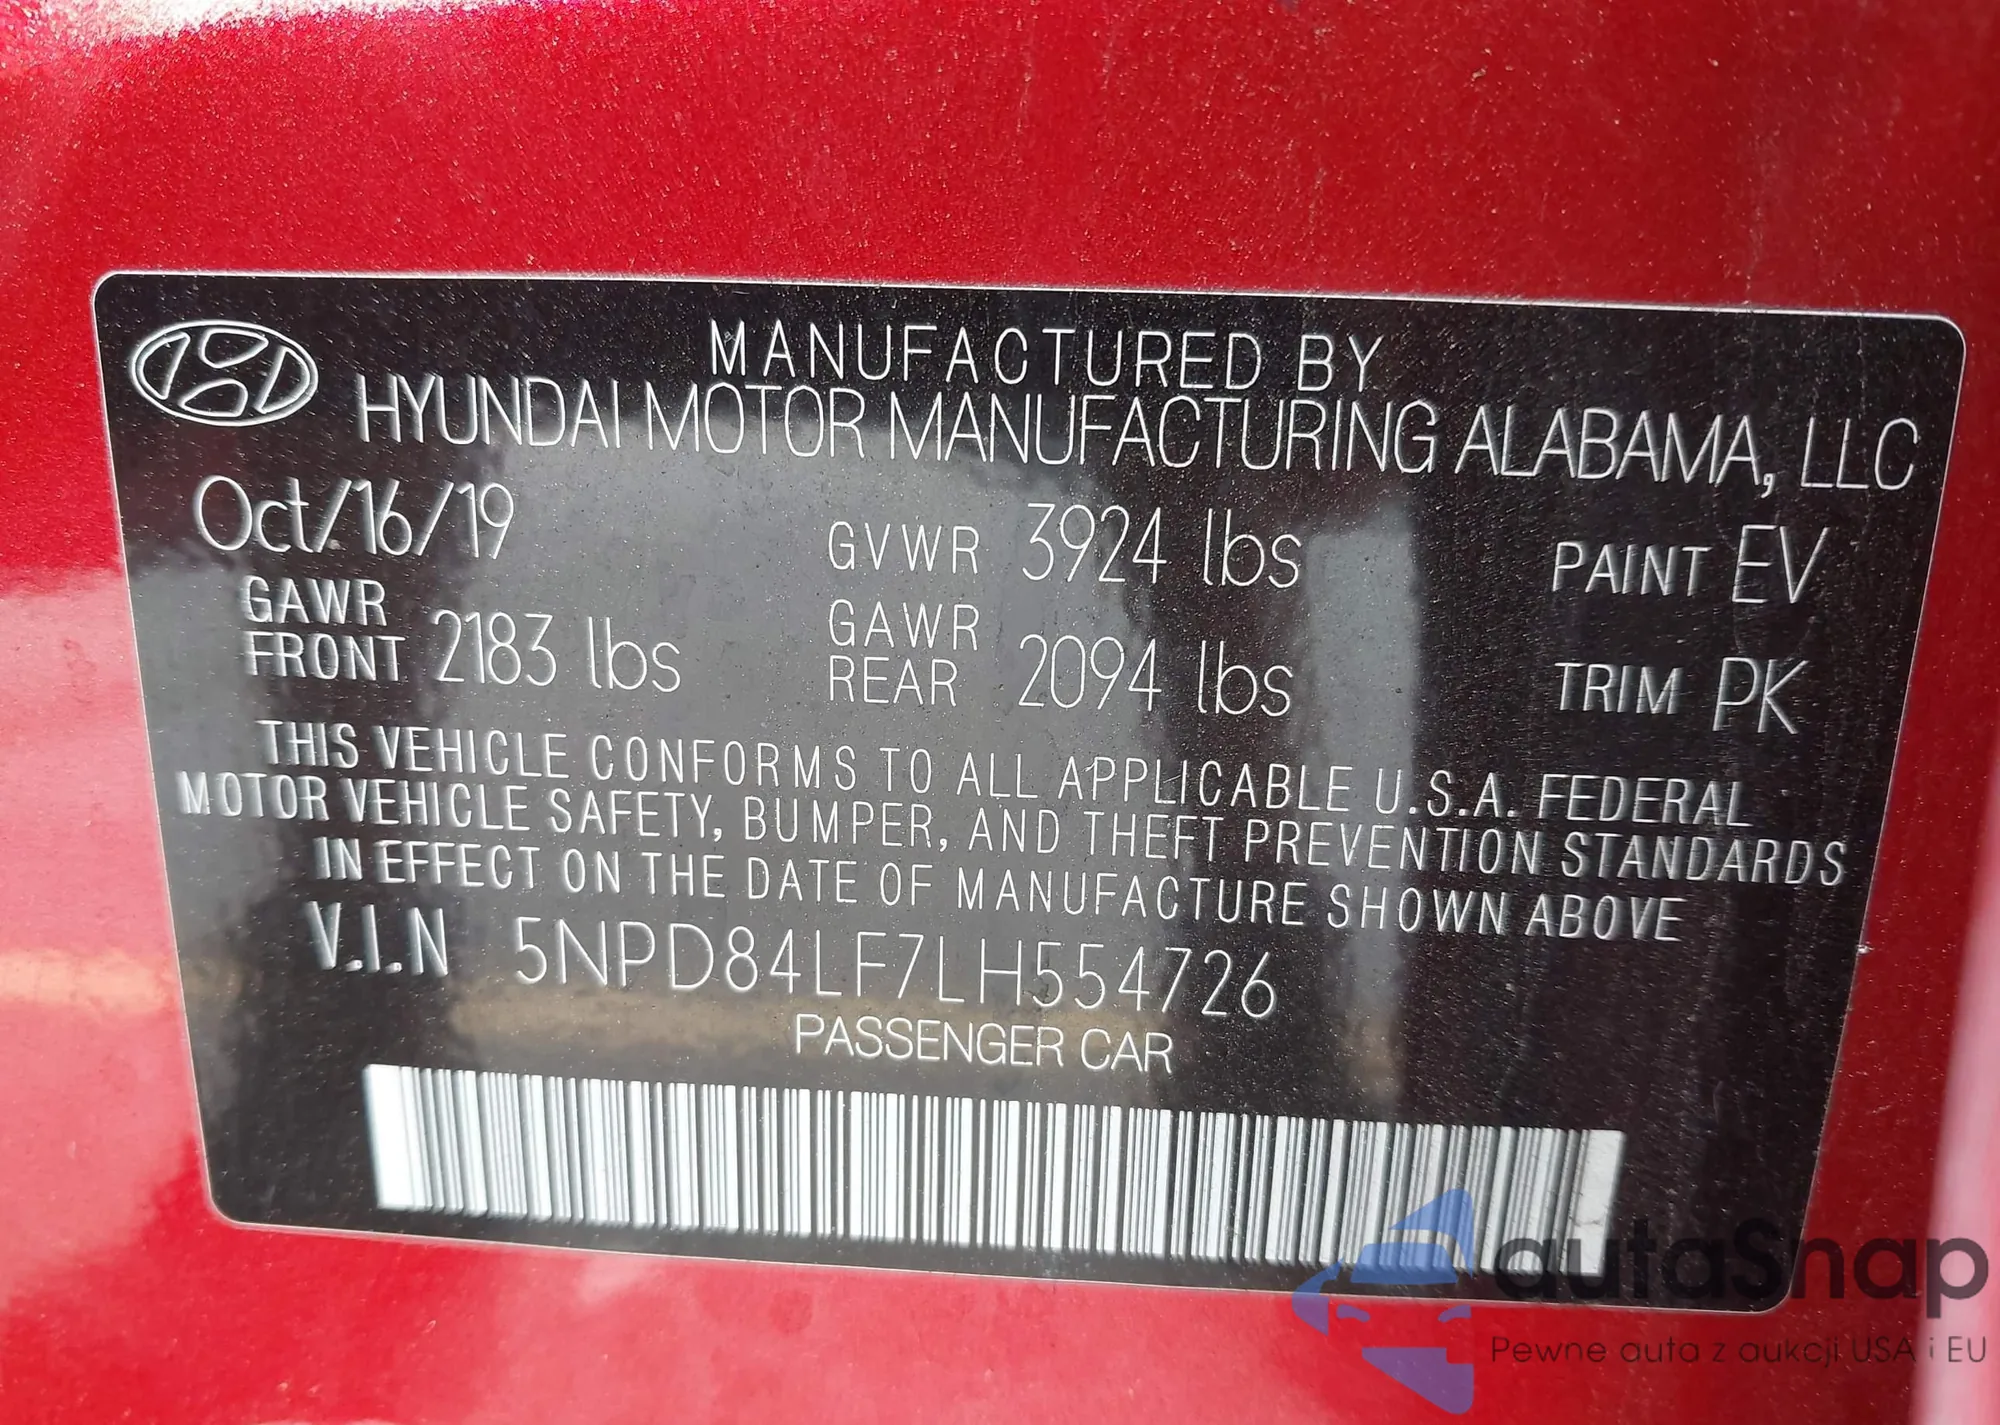 MANUFACTURED BY
HYUNDAI MOTOR MANUFACTURING ALABAMA, LLC
Oct/16/19 GVWR 3924 lbs PAINT EV
GAWR FRONT 2183 lbs GAWR REAR 2094 lbs TRIM PK
THIS VEHICLE CONFORMS TO ALL APPLICABLE U.S.A. FEDERAL
MOTOR VEHICLE SAFETY, BUMPER, AND THEFT PREVENTION STANDARDS
IN EFFECT ON THE DATE OF MANUFACTURE SHOWN ABOVE
V.I.N 5NPD84LF7LH554726
PASSENGER CAR
autaSnap
Pewne auta z aukcji USA i EU